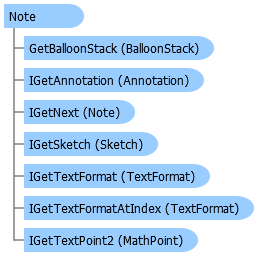 Note
GetBalloonStack (BalloonStack)
IGetAnnotation (Annotation)
IGetNext (Note)
IGetSketch (Sketch)
IGetTextFormat (TextFormat)
IGetTextFormatAtIndex (TextFormat)
IGetTextPoint2 (MathPoint)